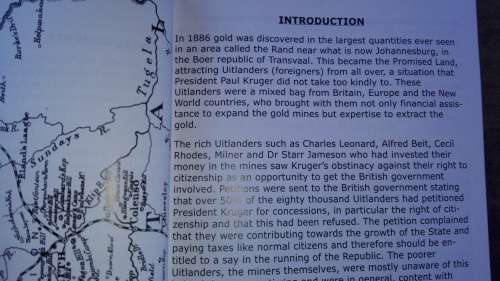 INTRODUCTION
In 1886 gold was discovered in the largest quantities ever seen
in an area called the Rand near what is now Johannesburg, in
the Boer republic of Transvaal. This became the Promised Land,
attracting Uitlanders (foreigners) from all over, a situation that
President Paul Kruger did not take too kindly to. These
Uitlanders were a mixed bag from Britain, Europe and the New
World countries, who brought with them not only financial assis-
tance to expand the gold mines but expertise to extract the
gold.
The rich Uitlanders such as Charles Leonard, Alfred Beit, Cecil
Rhodes, Milner and Dr Starr Jameson who had invested their
money in the mines saw Kruger's obstinacy against their right to
citizenship as an opportunity to get the British government
involved. Petitions were sent to the British government stating
that over 50% of the eighty thousand Uitlanders had petitioned
President Kruger for concessions, in particular the right of citi-
zenship and that this had been refused. The petition complained
that they were contributing towards the growth of the State and
paying taxes like normal citizens and therefore should be en-
titled to a say in the running of the Republic. The poorer
Uitlanders, the miners themselves, were mostly unaware of this
and were in general, content with
Tugela
Sundays R.
Elands Laagte
Colenso